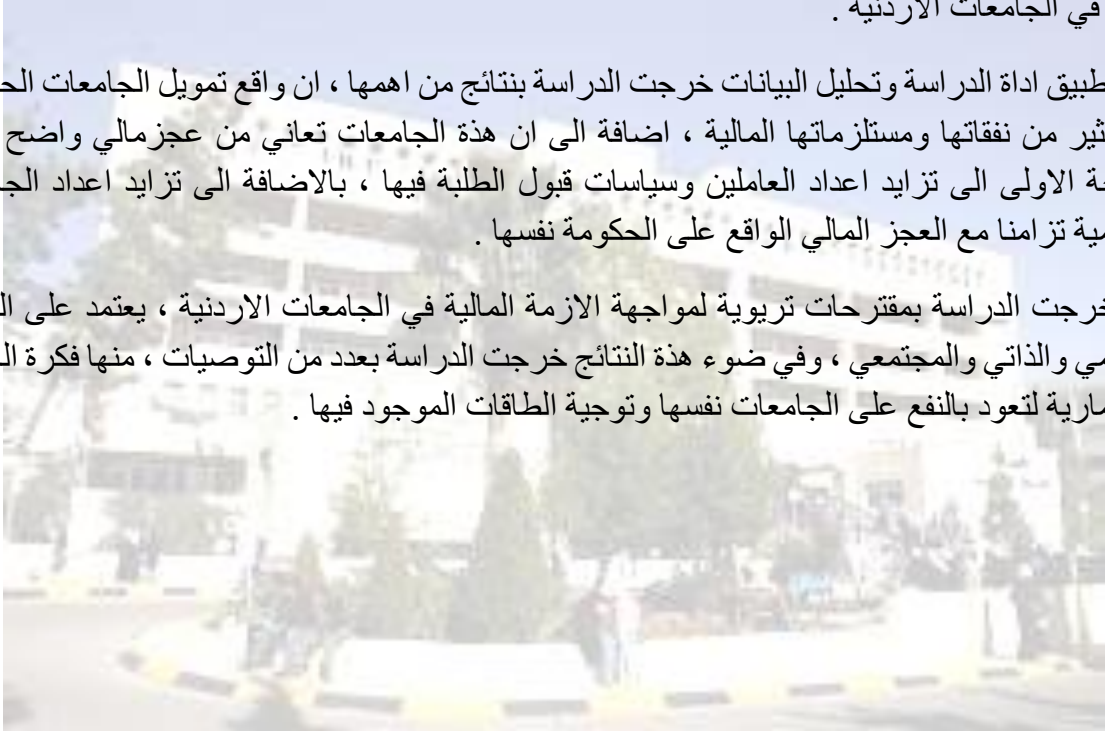 في الجامعات الاردنية .
طبيق اداة الدراسة وتحليل البيانات خرجت الدراسة بنتائج من اهمها ، ان واقع تمويل الجامعات الح
ثير من نفقاتها ومستلزماتها المالية ، اضافة الى ان هذة الجامعات تعاني من عجزمالي واضح
ة الاولى الى تزايد اعداد العاملين وسياسات قبول الطلبة فيها ، بالاضافة الى تزايد اعداد الج
مية تزامنا مع العجز المالي الواقع على الحكومة نفسها .
خرجت الدراسة بمقترحات تريوية لمواجهة الازمة المالية في الجامعات الاردنية ، يعتمد على ال
مي والذاتي والمجتمعي ، وفي ضوء هذة النتائج خرجت الدراسة بعدد من التوصيات ، منها فكرة ال
مارية لتعود بالنفع على الجامعات نفسها وتوجية الطاقات الموجود فيها .